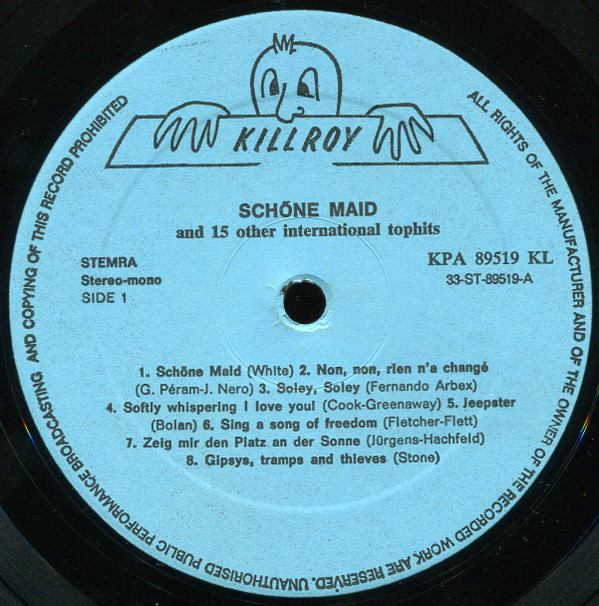 KILLROY
SCHÖNE MAID
and 15 other international tophits
STEMRA
Stereo-mono
SIDE 1
KPA 89519 KL
33-ST-89519-A
1. Schöne Maid (White) 2. Non, non, rien n'a changé
(G. Péram-J. Nero) 3. Soley, Soley (Fernando Arbex)
4. Softly whispering I love you! (Cook-Greenaway) 5. Jeepster
(Bolan) 6. Sing a song of freedom (Fletcher-Flett)
7. Zeig mir den Platz an der Sonne (Jürgens-Hachfeld)
8. Gipsys, tramps and thieves (Stone)
ALL RIGHTS OF THE MANUFACTURER AND OF THE OWNER OF THE RECORDED WORK ARE RESERVED. UNAUTHORISED PUBLIC PERFORMANCE BROADCASTING AND COPYING OF THIS RECORD PROHIBITED